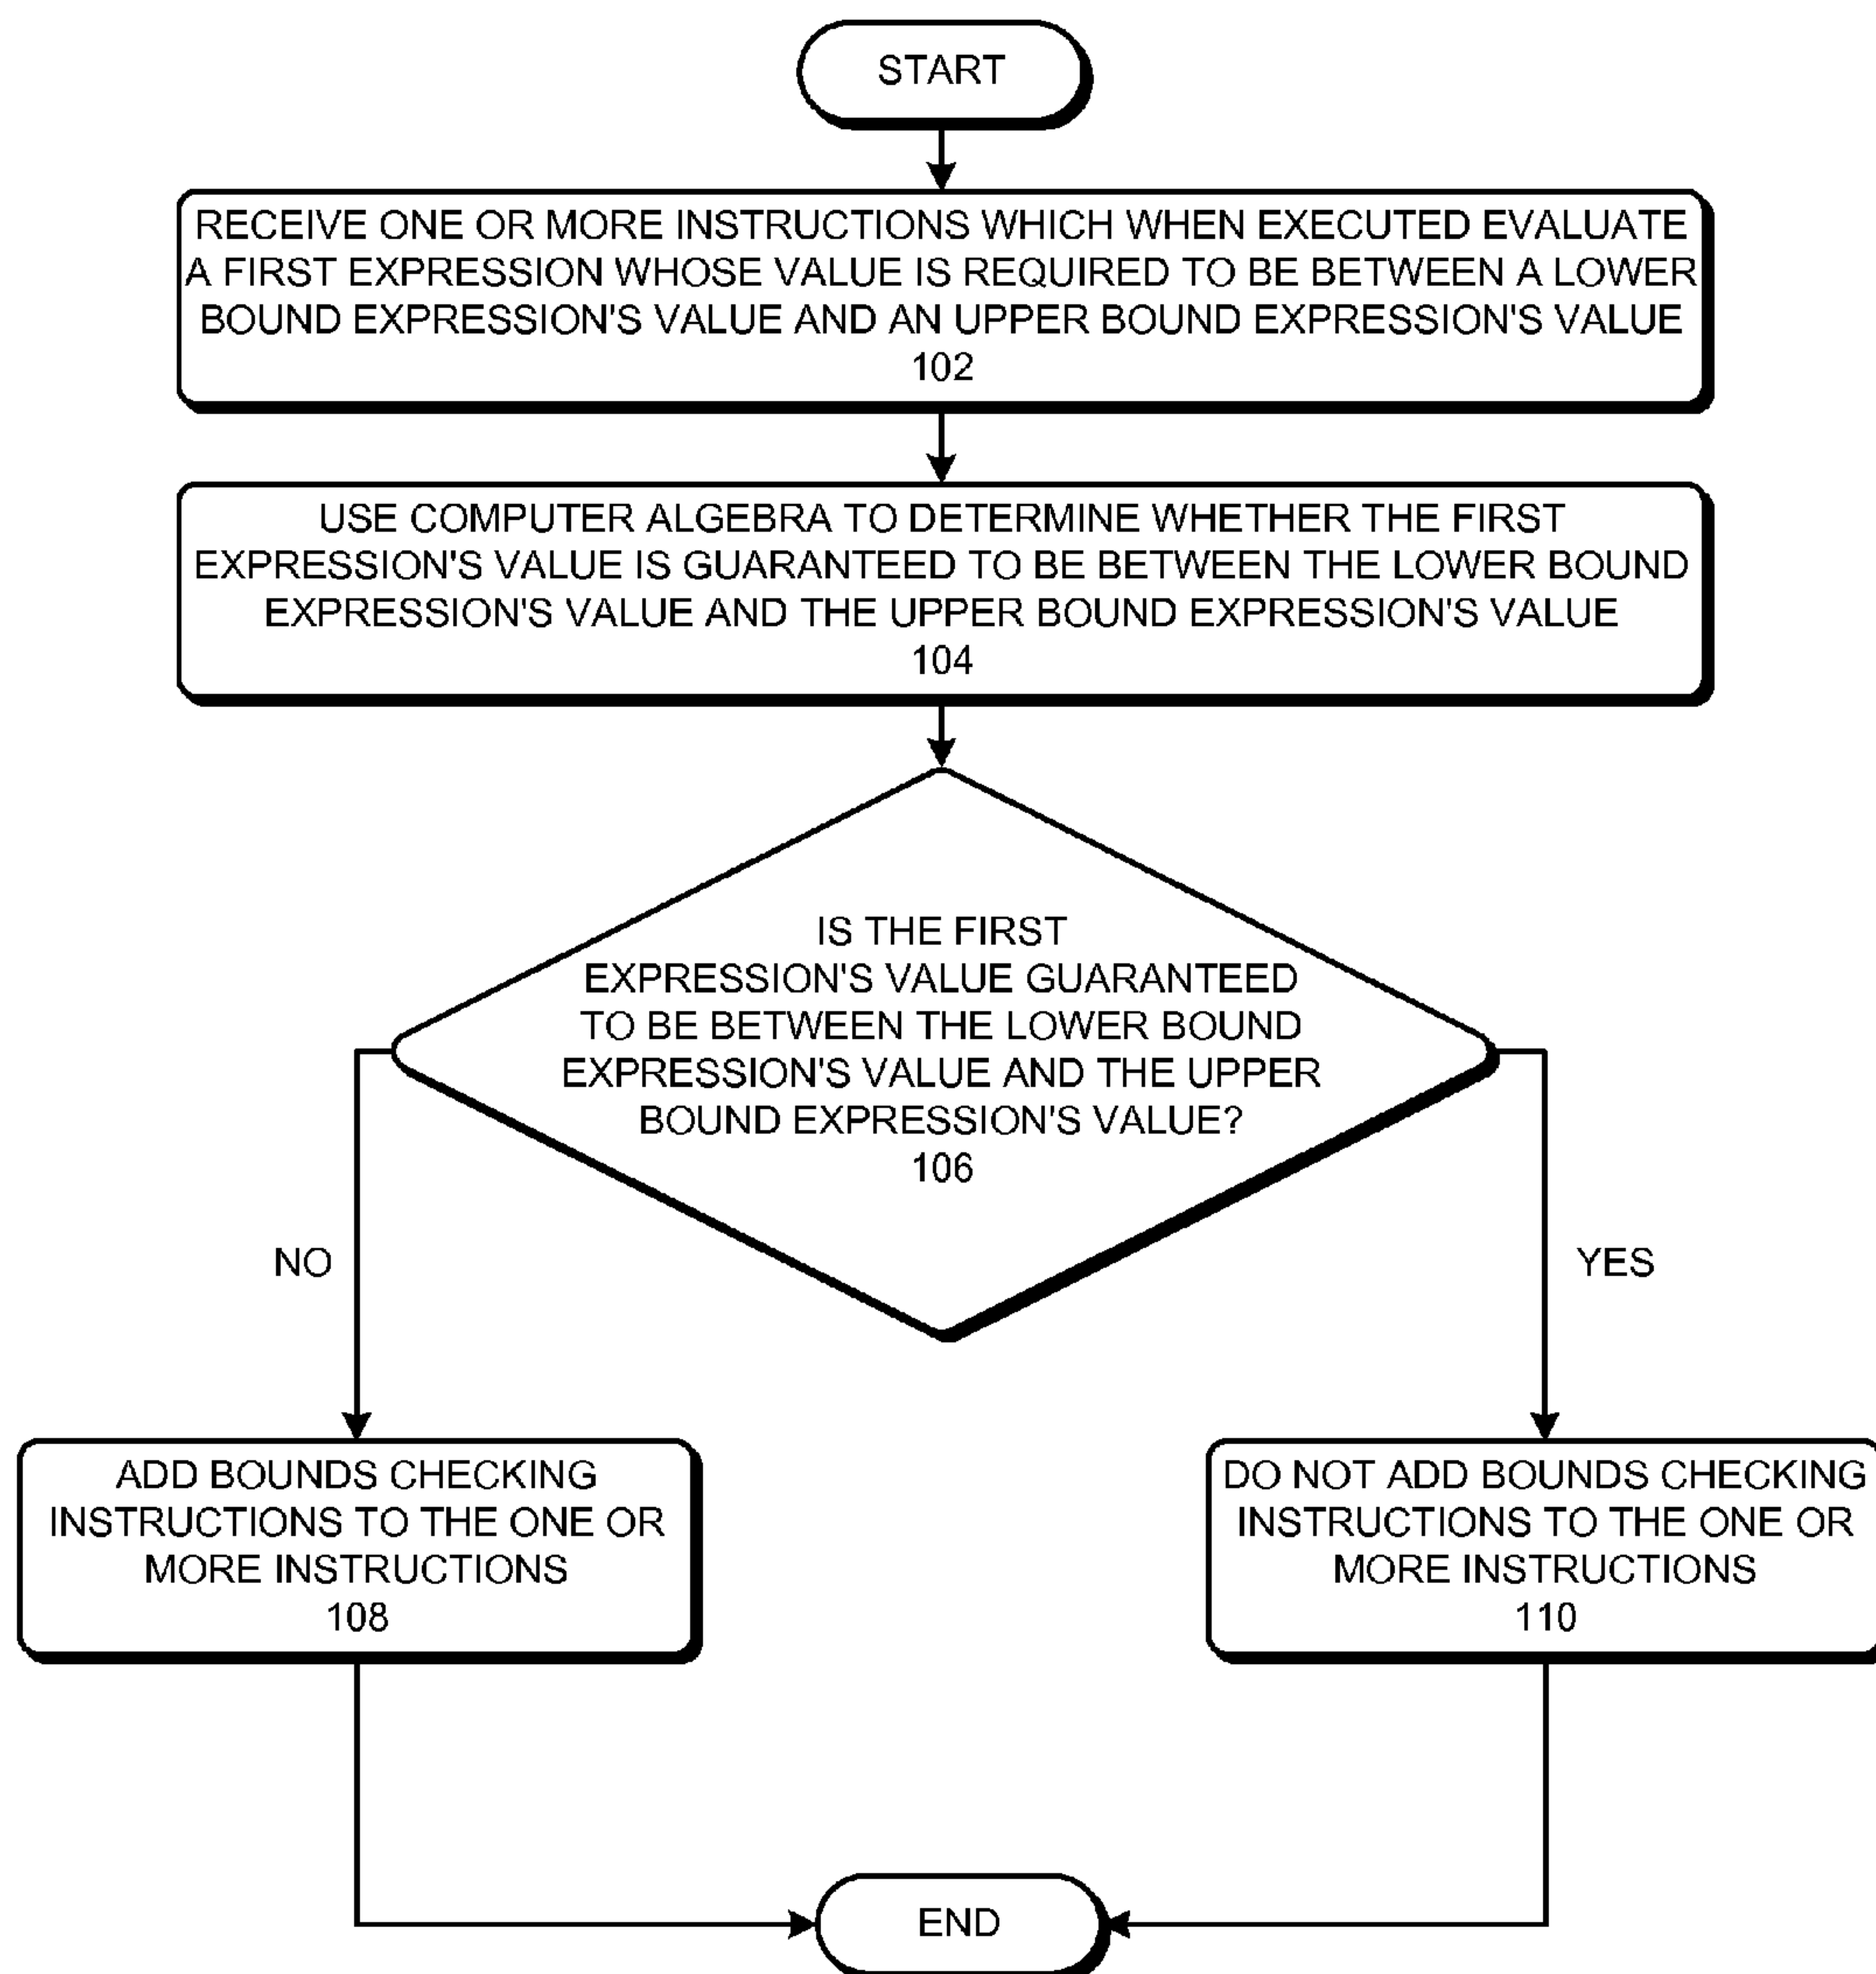 START
RECEIVE ONE OR MORE INSTRUCTIONS WHICH WHEN EXECUTED EVALUATE
A FIRST EXPRESSION WHOSE VALUE IS REQUIRED TO BE BETWEEN A LOWER
BOUND EXPRESSION'S VALUE AND AN UPPER BOUND EXPRESSION'S VALUE
102
USE COMPUTER ALGEBRA TO DETERMINE WHETHER THE FIRST
EXPRESSION'S VALUE IS GUARANTEED TO BE BETWEEN THE LOWER BOUND
EXPRESSION'S VALUE AND THE UPPER BOUND EXPRESSION'S VALUE
104
IS THE FIRST
EXPRESSION'S VALUE GUARANTEED
TO BE BETWEEN THE LOWER BOUND
EXPRESSION'S VALUE AND THE UPPER
BOUND EXPRESSION'S VALUE?
106
NO
YES
ADD BOUNDS CHECKING
INSTRUCTIONS TO THE ONE OR
MORE INSTRUCTIONS
108
DO NOT ADD BOUNDS CHECKING
INSTRUCTIONS TO THE ONE OR
MORE INSTRUCTIONS
110
END